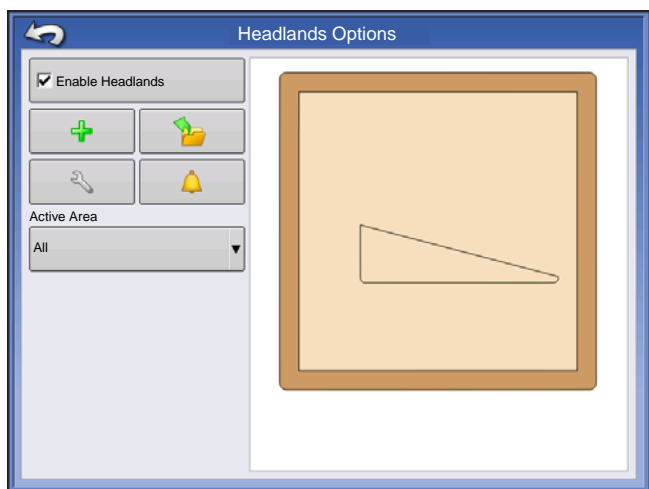 Headlands Options
Enable Headlands
Active Area
All